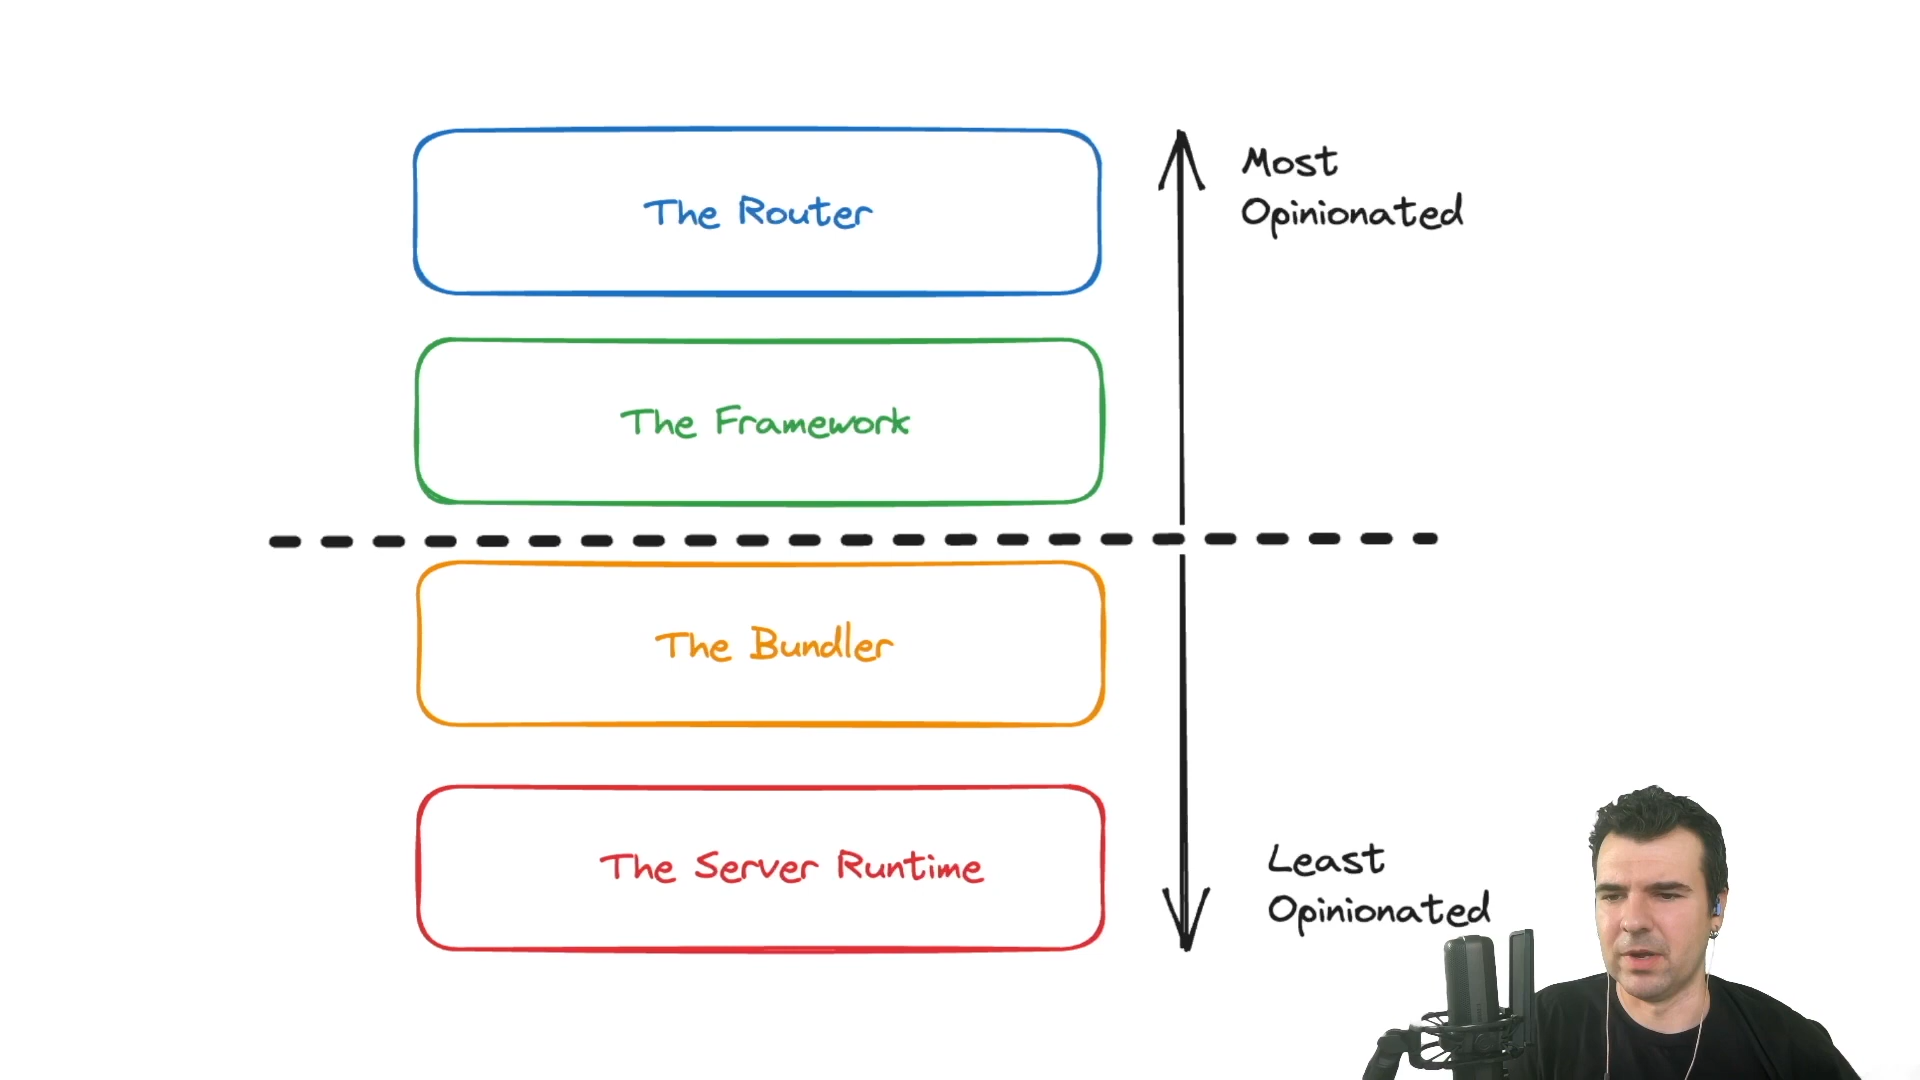 The Router
Most
Opinionated
The Framework
The Bundler
The Server Runtime
Least
Opinionated